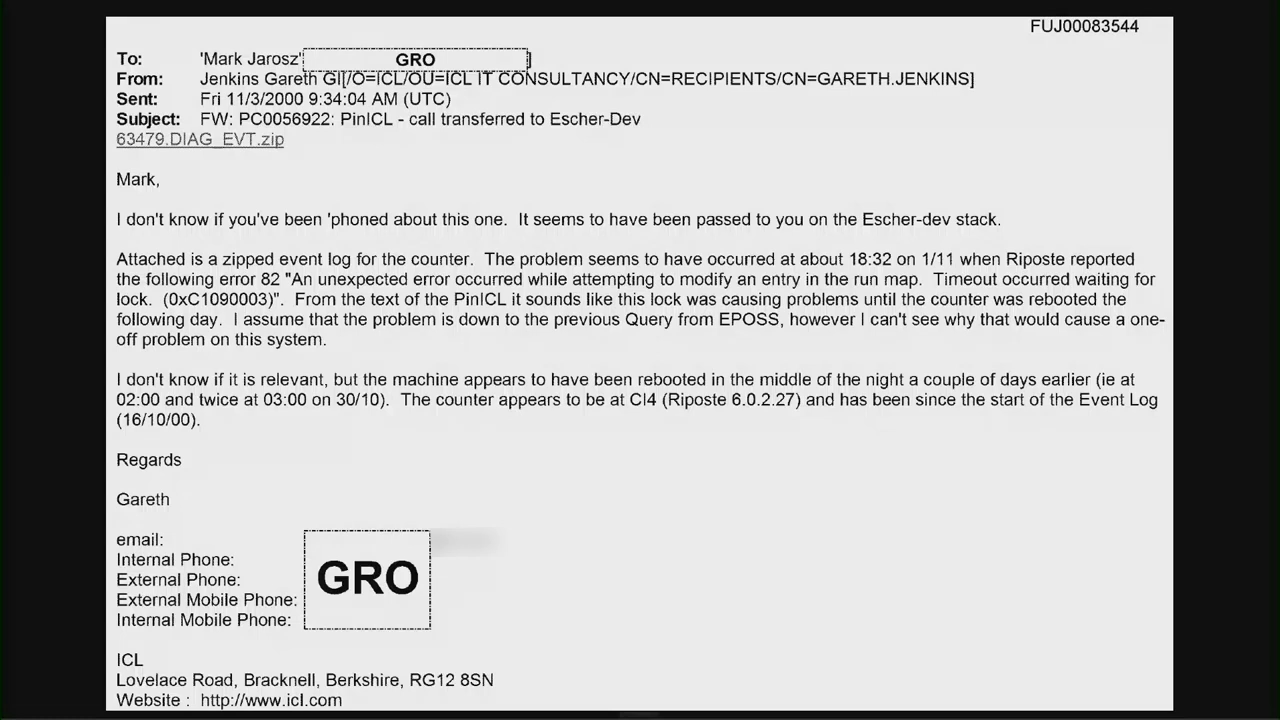 FUJ00083544
To: 'Mark Jarosz' GRO ]
From: Jenkins Gareth GI[/O=ICL/OU=ICL IT CONSULTANCY/CN=RECIPIENTS/CN=GARETH.JENKINS]
Sent: Fri 11/3/2000 9:34:04 AM (UTC)
Subject: FW: PC0056922: PinICL - call transferred to Escher-Dev
63479.DIAG_EVT.zip
Mark,
I don't know if you've been 'phoned about this one. It seems to have been passed to you on the Escher-dev stack.
Attached is a zipped event log for the counter. The problem seems to have occurred at about 18:32 on 1/11 when Riposte reported
the following error 82 "An unexpected error occurred while attempting to modify an entry in the run map. Timeout occurred waiting for
lock. (0xC1090003)". From the text of the PinICL it sounds like this lock was causing problems until the counter was rebooted the
following day. I assume that the problem is down to the previous Query from EPOSS, however I can't see why that would cause a one-
off problem on this system.
I don't know if it is relevant, but the machine appears to have been rebooted in the middle of the night a couple of days earlier (ie at
02:00 and twice at 03:00 on 30/10). The counter appears to be at CI4 (Riposte 6.0.2.27) and has been since the start of the Event Log
(16/10/00).
Regards
Gareth
email:
Internal Phone:
External Phone:
External Mobile Phone:
Internal Mobile Phone:
GRO
ICL
Lovelace Road, Bracknell, Berkshire, RG12 8SN
Website : http://www.icl.com